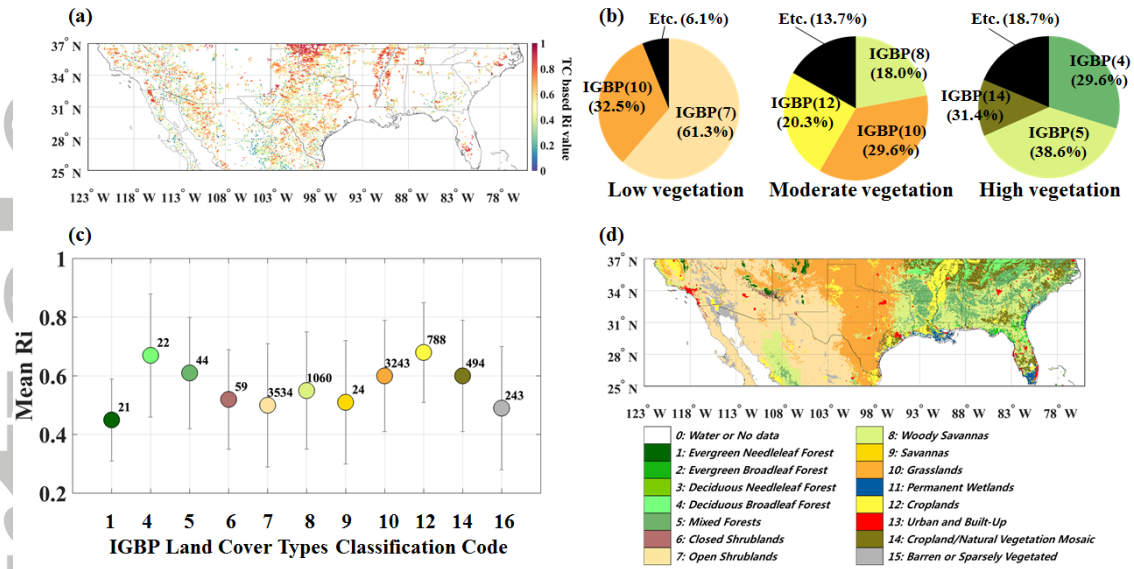 (a)
37° N
34° N
31° N
28° N
25° N
123° W 118° W 113° W 108° W 103° W 98° W 93° W 88° W 83° W 78° W
1
0.8
0.6
0.4
0.2
0
TC based Ri value
(b)
Etc. (6.1%)
IGBP(10)
(32.5%)
IGBP(7)
(61.3%)
Low vegetation
Etc. (13.7%)
IGBP(8)
(18.0%)
IGBP(12)
(20.3%)
IGBP(10)
(29.6%)
Moderate vegetation
Etc. (18.7%)
IGBP(4)
(29.6%)
IGBP(14)
(31.4%)
IGBP(5)
(38.6%)
High vegetation
(c)
Mean Ri
1
0.8
0.6
0.4
0.2
21
22
44
59
3534
1060
24
3243
788
494
243
1 4 5 6 7 8 9 10 12 14 16
IGBP Land Cover Types Classification Code
(d)
37° N
34° N
31° N
28° N
25° N
123° W 118° W 113° W 108° W 103° W 98° W 93° W 88° W 83° W 78° W
0: Water or No data
1: Evergreen Needleleaf Forest
2: Evergreen Broadleaf Forest
3: Deciduous Needleleaf Forest
4: Deciduous Broadleaf Forest
5: Mixed Forests
6: Closed Shrublands
7: Open Shrublands
8: Woody Savannas
9: Savannas
10: Grasslands
11: Permanent Wetlands
12: Croplands
13: Urban and Built-Up
14: Cropland/Natural Vegetation Mosaic
15: Barren or Sparsely Vegetated